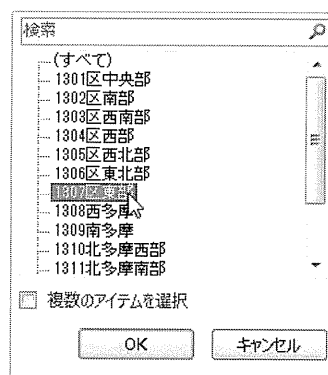 検索
(すべて)
1301区中央部
1302区南部
1303区西南部
1304区西部
1305区西北部
1306区東北部
1307区東部
1308西多摩
1309南多摩
1310北多摩西部
1311北多摩南部
複数のアイテムを選択
OK
キャンセル